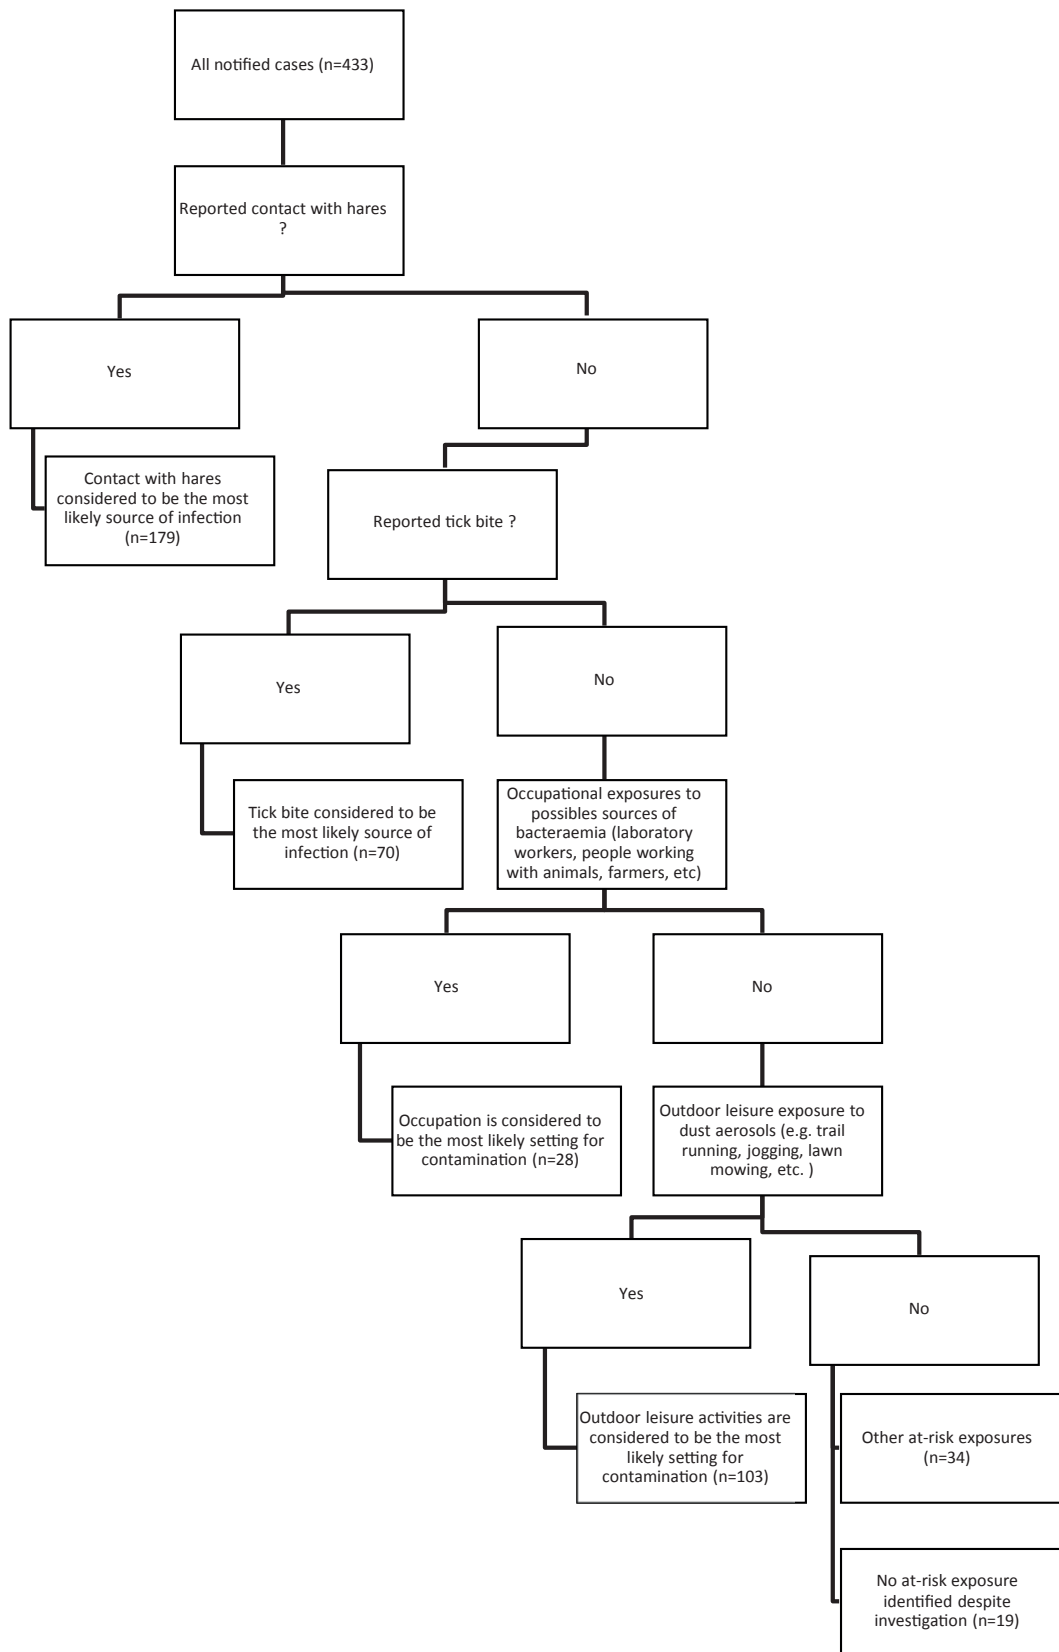 All notified cases (n=433)
Reported contact with hares
?
Yes
No
Contact with hares
considered to be the most
likely source of infection
(n=179)
Reported tick bite ?
Yes
No
Tick bite considered to be
the most likely source of
infection (n=70)
Occupational exposures to
possibles sources of
bacteraemia (laboratory
workers, people working
with animals, farmers, etc)
Yes
No
Occupation is considered to
be the most likely setting for
contamination (n=28)
Outdoor leisure exposure to
dust aerosols (e.g. trail
running, jogging, lawn
mowing, etc. )
Yes
No
Outdoor leisure activities are
considered to be the most
likely setting for
contamination (n=103)
Other at-risk exposures
(n=34)
No at-risk exposure
identified despite
investigation (n=19)